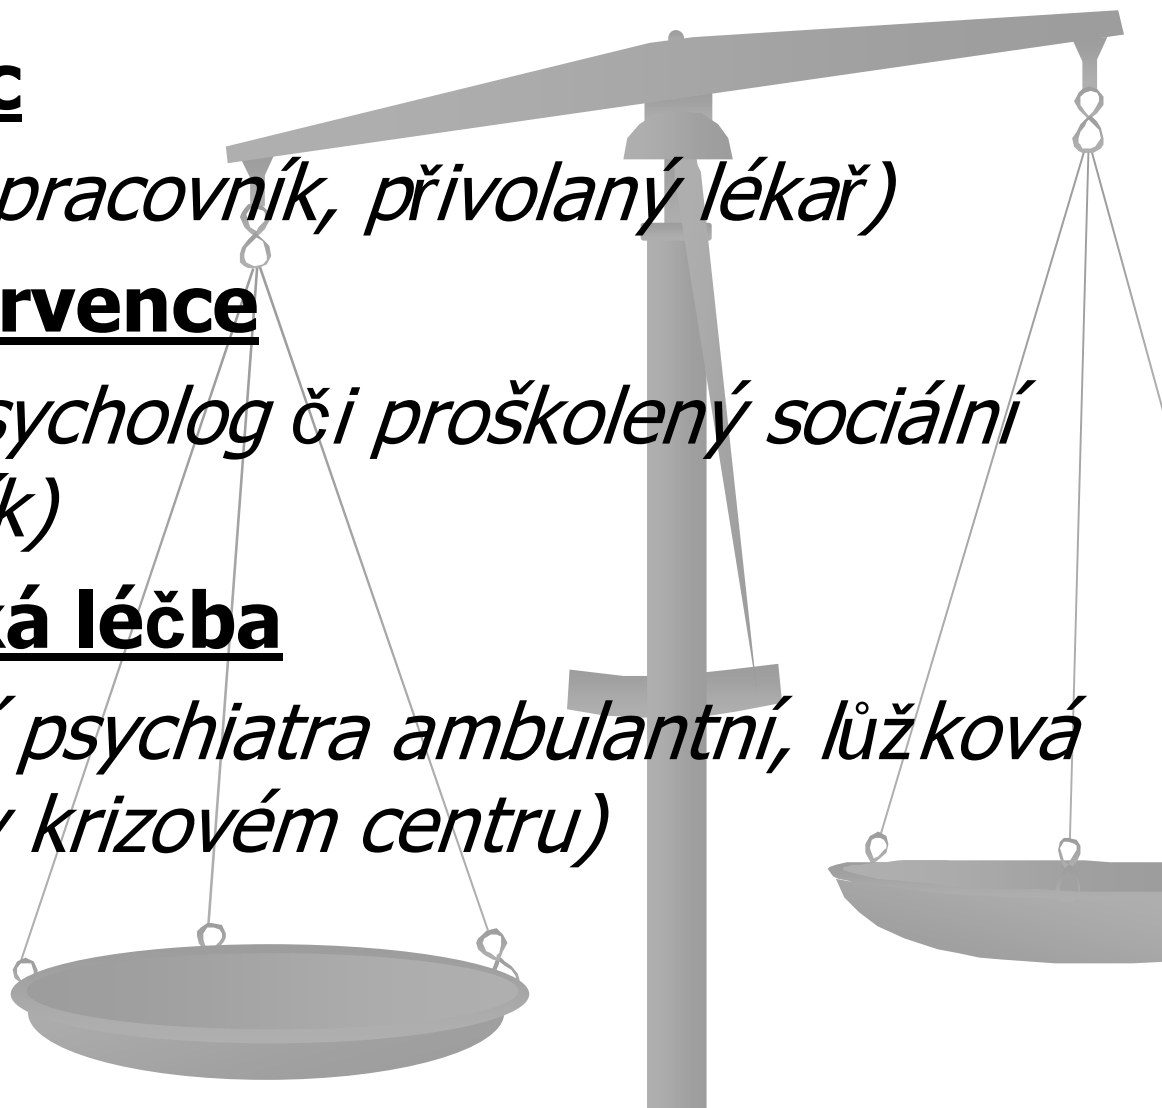 c
pracovník, přivolaný lékař)
rvence
sycholog či proškolený sociální
k)
ká léčba
í psychiatra ambulantní, lůžková
v krizovém centru)